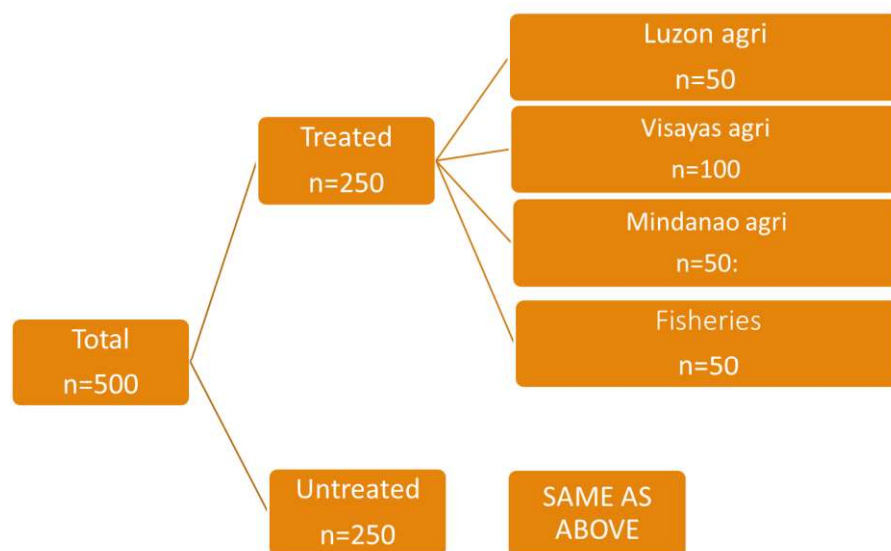 Total
n=500
Treated
n=250
Luzon agri
n=50
Visayas agri
n=100
Mindanao agri
n=50:
Fisheries
n=50
Untreated
n=250
SAME AS
ABOVE